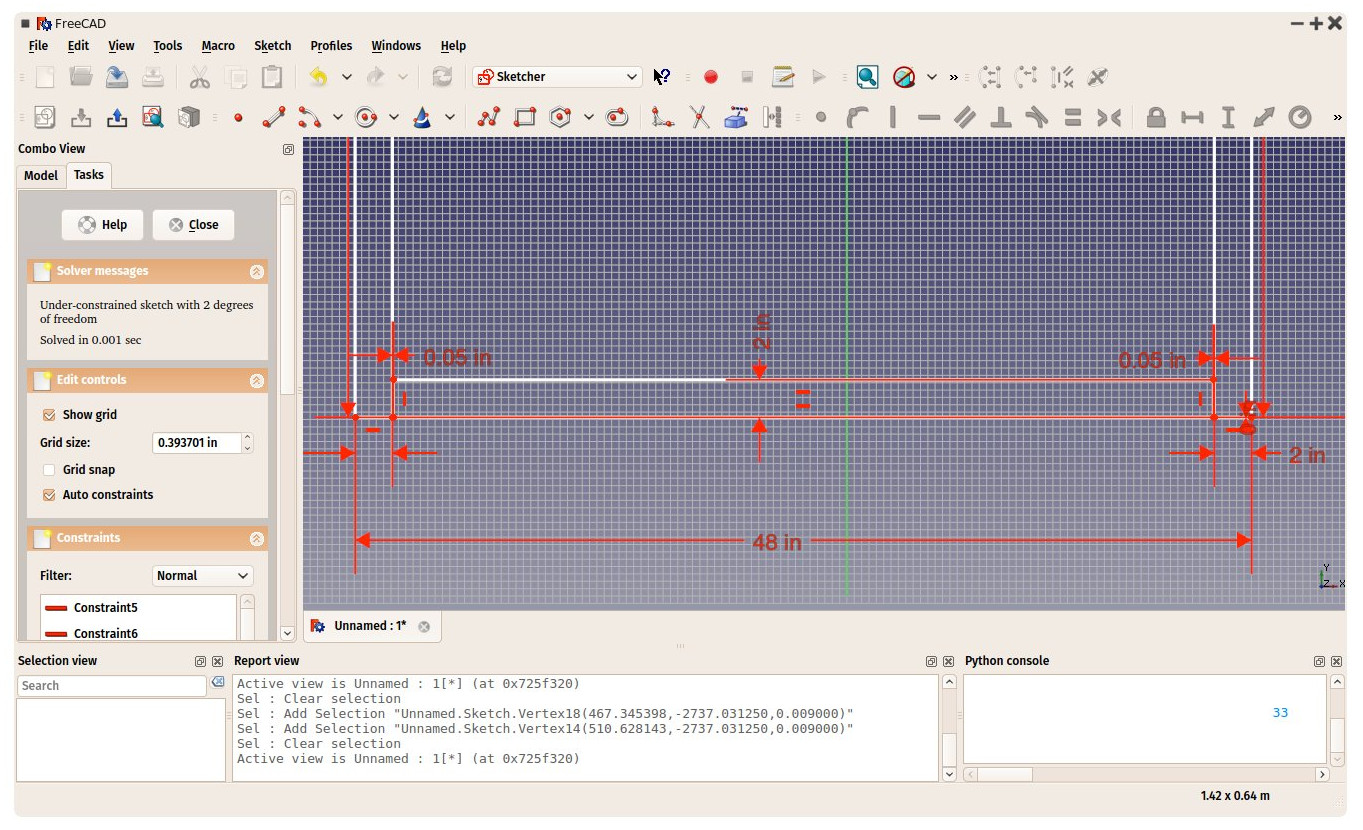 FreeCAD
File Edit View Tools Macro Sketch Profiles Windows Help
Sketcher
»
»
Combo View
Model Tasks
Help Close
Solver messages
Under-constrained sketch with 2 degrees
of freedom
Solved in 0.001 sec
Edit controls
Show grid
Grid size: 0.393701 in
Grid snap
Auto constraints
Constraints
Filter: Normal
Constraint5
Constraint6
2 in
0.05 in
0.05 in
2 in
48 in
Y
Z X
Unnamed : 1*
Selection view
Search
Report view
Active view is Unnamed : 1[*] (at 0x725f320)
Sel : Clear selection
Sel : Add Selection "Unnamed.Sketch.Vertex18(467.345398,-2737.031250,0.009000)"
Sel : Add Selection "Unnamed.Sketch.Vertex14(510.628143,-2737.031250,0.009000)"
Sel : Clear selection
Active view is Unnamed : 1[*] (at 0x725f320)
Python console
33
1.42 x 0.64 m